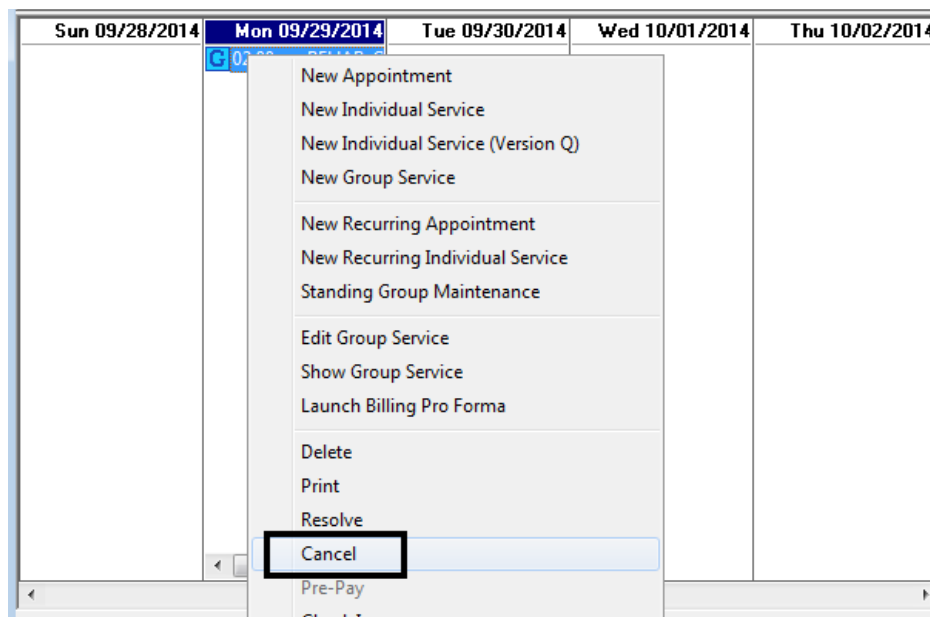 Sun 09/28/2014 Mon 09/29/2014 Tue 09/30/2014 Wed 10/01/2014 Thu 10/02/2014
G
New Appointment
New Individual Service
New Individual Service (Version Q)
New Group Service
New Recurring Appointment
New Recurring Individual Service
Standing Group Maintenance
Edit Group Service
Show Group Service
Launch Billing Pro Forma
Delete
Print
Resolve
Cancel
Pre-Pay